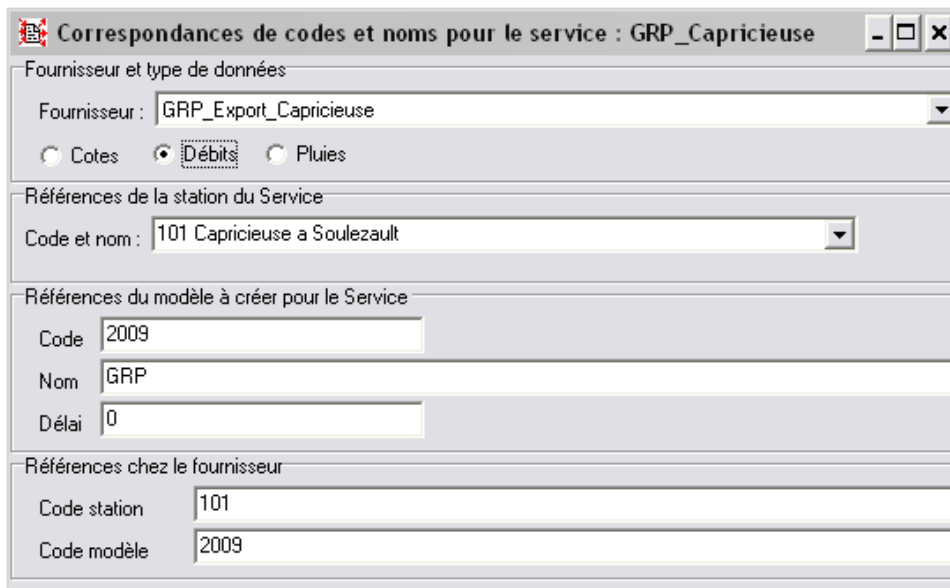 Correspondances de codes et noms pour le service : GRP_Capricieuse
Fournisseur et type de données
Fournisseur : GRP_Export_Capricieuse
Cotes Débits Pluies
Références de la station du Service
Code et nom : 101 Capricieuse a Soulezault
Références du modèle à créer pour le Service
Code 2009
Nom GRP
Délai 0
Références chez le fournisseur
Code station 101
Code modèle 2009